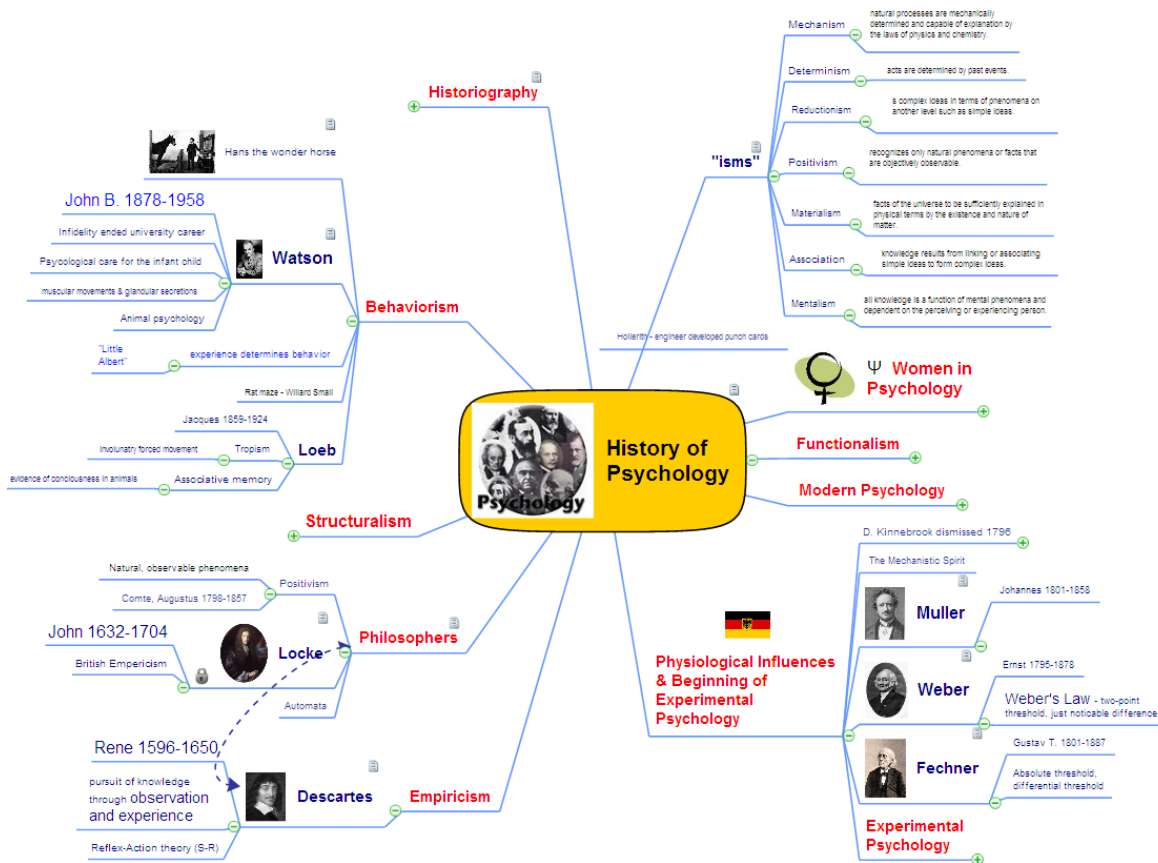 History of
Psychology
Psychology
Historiography
"isms"
Mechanism
natural processes are mechanically
determined and capable of explanation by
the laws of physics and chemistry.
Determinism
acts are determined by past events.
Reductionism
s complex ideas in terms of phenomena on
another level such as simple ideas.
Positivism
recognizes only natural phenomena or facts that
are objectively observable.
Materialism
facts of the universe to be sufficiently explained in
physical terms by the existence and nature of
matter.
Association
knowledge results from linking or associating
simple ideas to form complex ideas.
Mentalism
all knowledge is a function of mental phenomena and
dependent on the perceiving or experiencing person.
Hollerith - engineer developed punch cards
Ψ Women in
Psychology
Functionalism
Modern Psychology
Physiological Influences
& Beginning of
Experimental
Psychology
D. Kinnebrook dismissed 1796
The Mechanistic Spirit
Muller
Johannes 1801-1858
Weber
Ernst 1795-1878
Weber's Law - two-point
threshold, just noticable difference
Fechner
Gustav T. 1801-1887
Absolute threshold,
differential threshold
Experimental
Psychology
Behaviorism
Hans the wonder horse
Watson
John B. 1878-1958
Infidelity ended university career
Psycological care for the infant child
muscular movements & glandular secretions
Animal psychology
experience determines behavior
"Little
Albert"
Rat maze - Willard Small
Loeb
Jacques 1859-1924
Tropism
Involunatry forced movement
Associative memory
evidence of conciousness in animals
Structuralism
Philosophers
Positivism
Natural, observable phenomena
Comte, Augustus 1798-1857
Locke
John 1632-1704
British Empericism
Automata
Empiricism
Descartes
Rene 1596-1650
pursuit of knowledge
through observation
and experience
Reflex-Action theory (S-R)